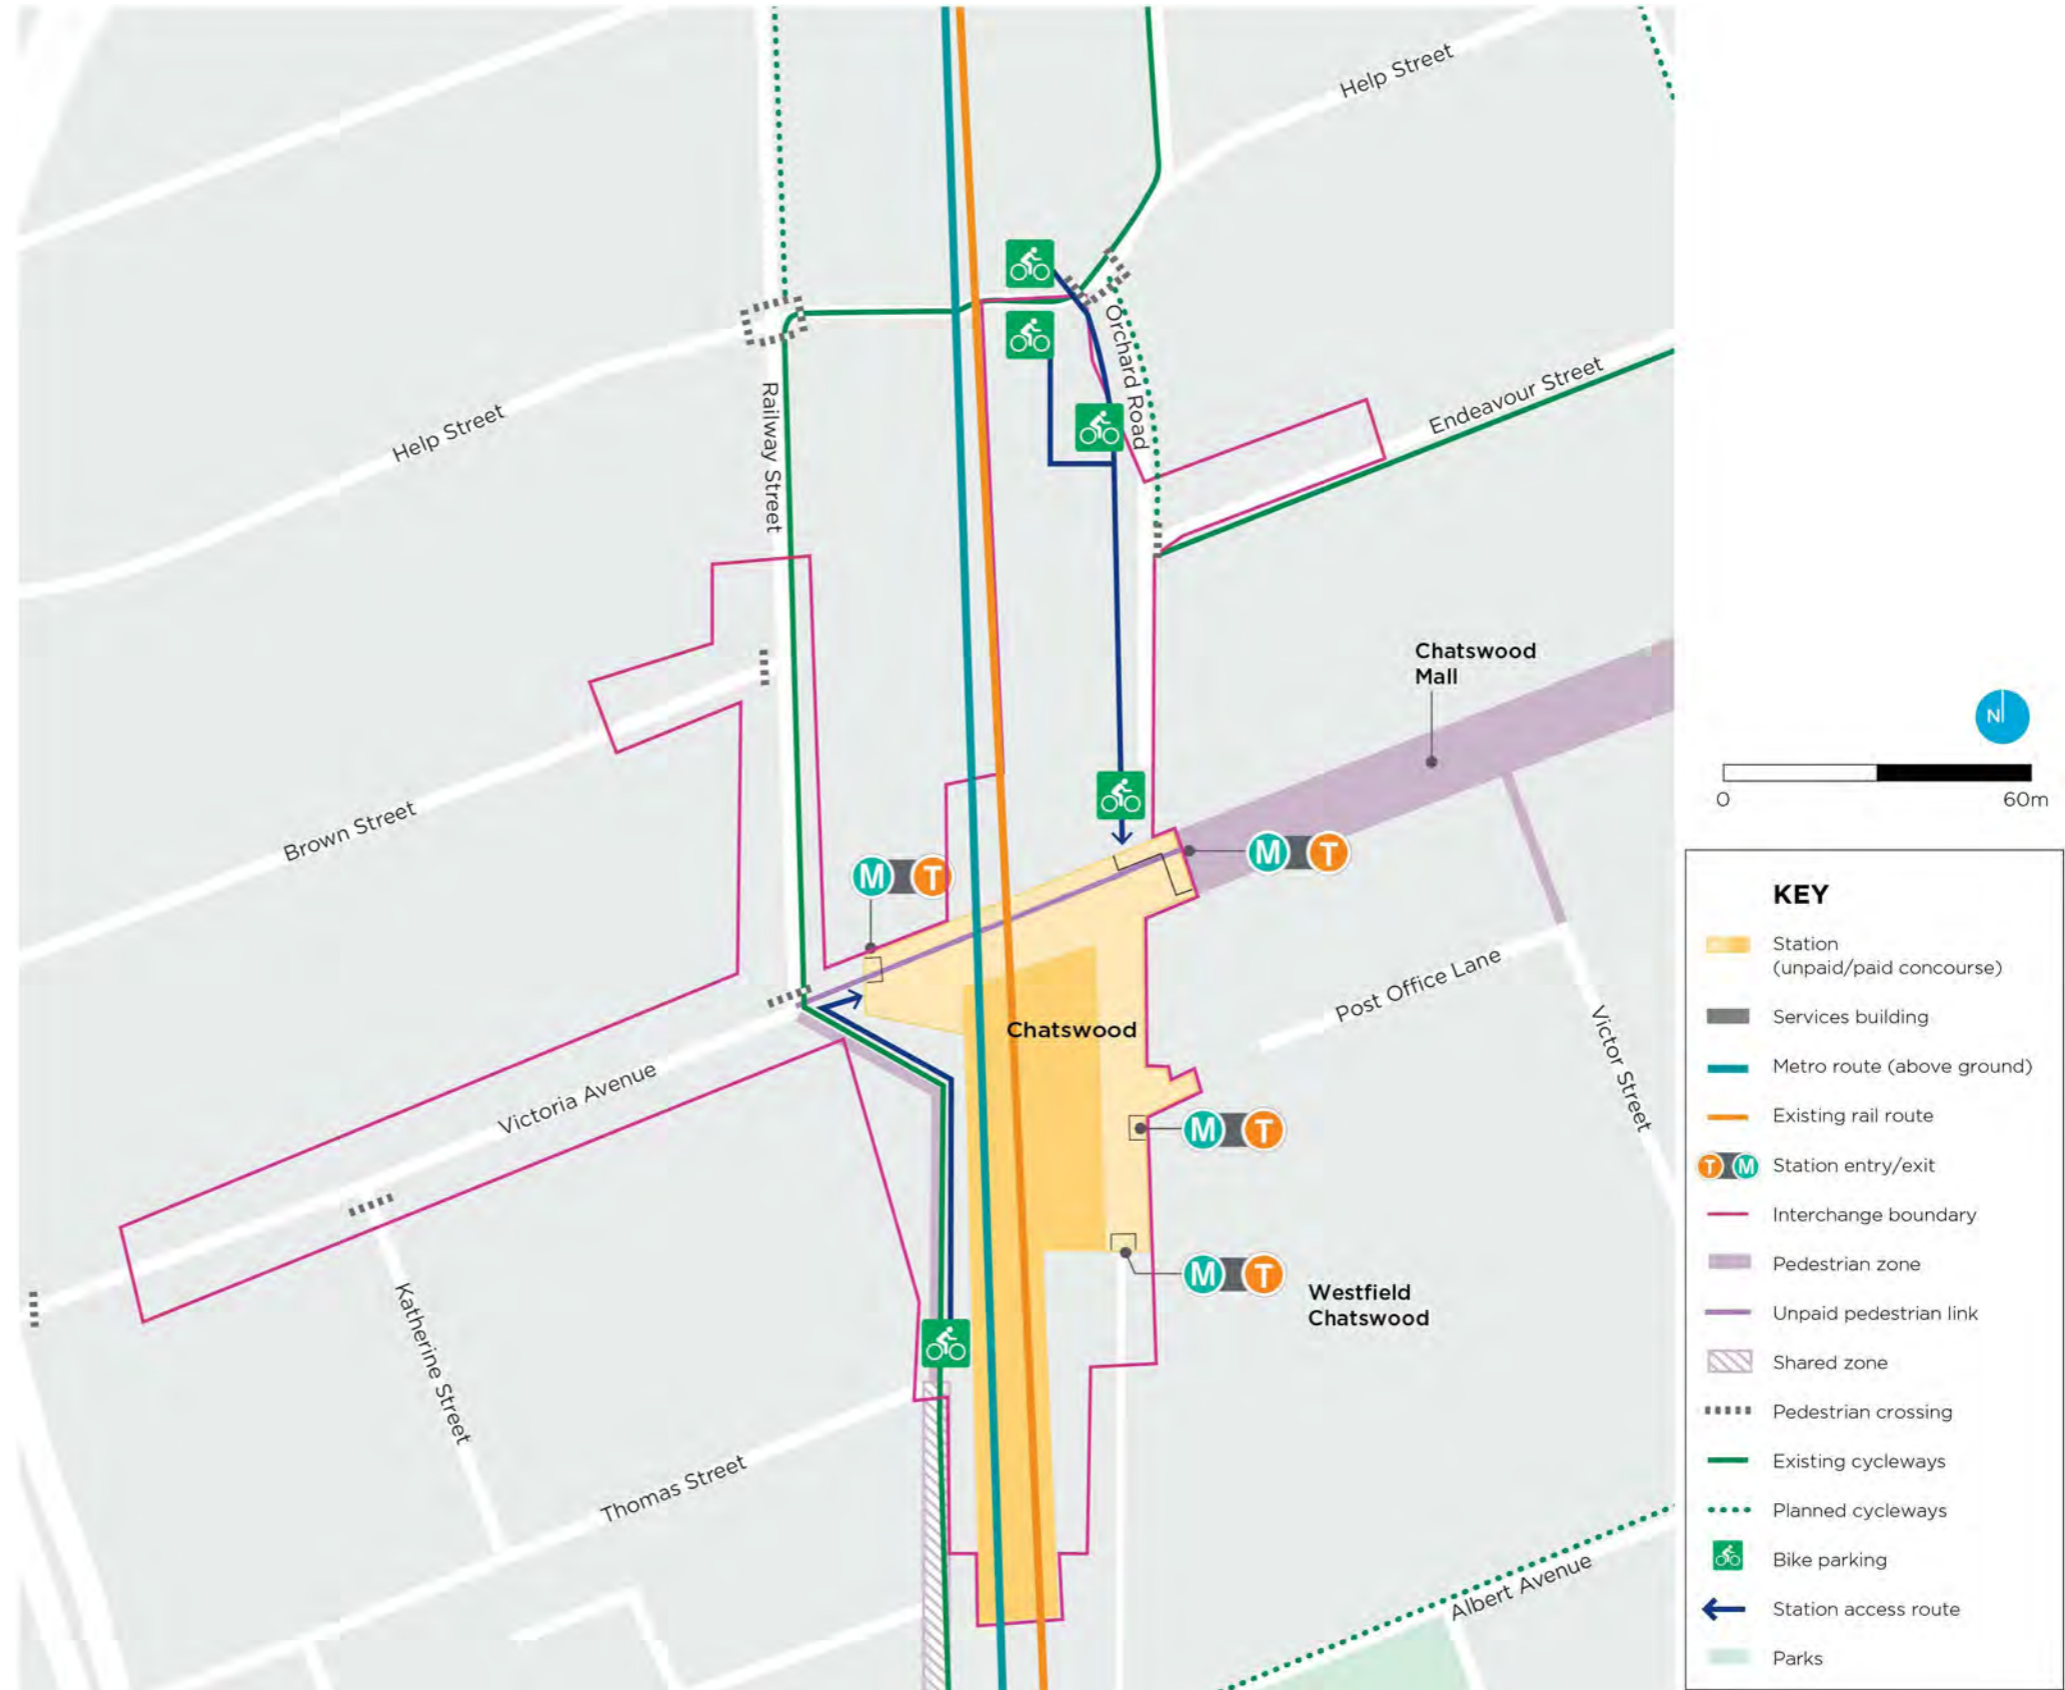 Help Street
Orchard Road
Railway Street
Endeavour Street
Help Street
Chatswood
Mall
N
0
60m
Brown Street
M T
M T
KEY
Station
(unpaid/paid concourse)
Services building
Metro route (above ground)
Existing rail route
T M
Station entry/exit
Interchange boundary
Pedestrian zone
Unpaid pedestrian link
Shared zone
Pedestrian crossing
Existing cycleways
Planned cycleways
Bike parking
Station access route
Parks
Post Office Lane
Chatswood
Victor Street
Victoria Avenue
M T
M T
Westfield
Chatswood
Katherine Street
Thomas Street
Albert Avenue